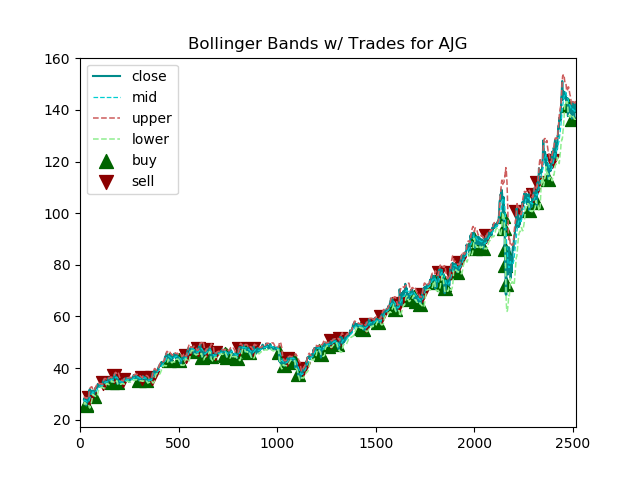 Bollinger Bands w/ Trades for AJG
160
140
120
100
80
60
40
20
close
mid
upper
lower
buy
sell
0 500 1000 1500 2000 2500